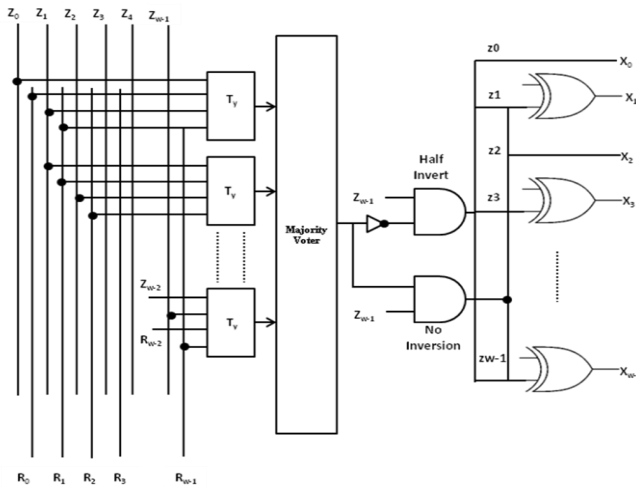 Z0 Z1 Z2 Z3 Z4 Zw-1
z0
X0
z1
X1
TY
z2
X2
Half
Invert
Zw-1
z3
X3
TY
Majority
Voter
Zw-2
TY
Rw-2
Zw-1
No
Inversion
zw-1
Xw-
R0 R1 R2 R3 Rw-1